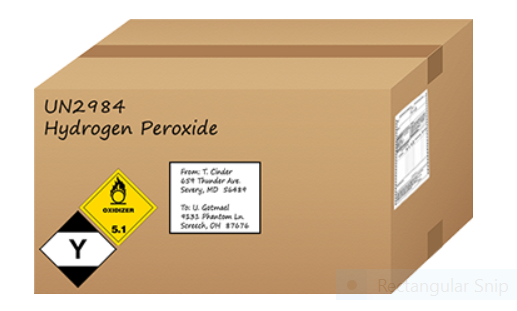 UN2984
Hydrogen Peroxide
OXIDIZER
5.1
Y
From: T. Cinder
659 Thunder Ave.
Severy, MD 56489
To: U. Gotmael
9131 Phantom Ln.
Screech, OH 87676
Rectangular Snip